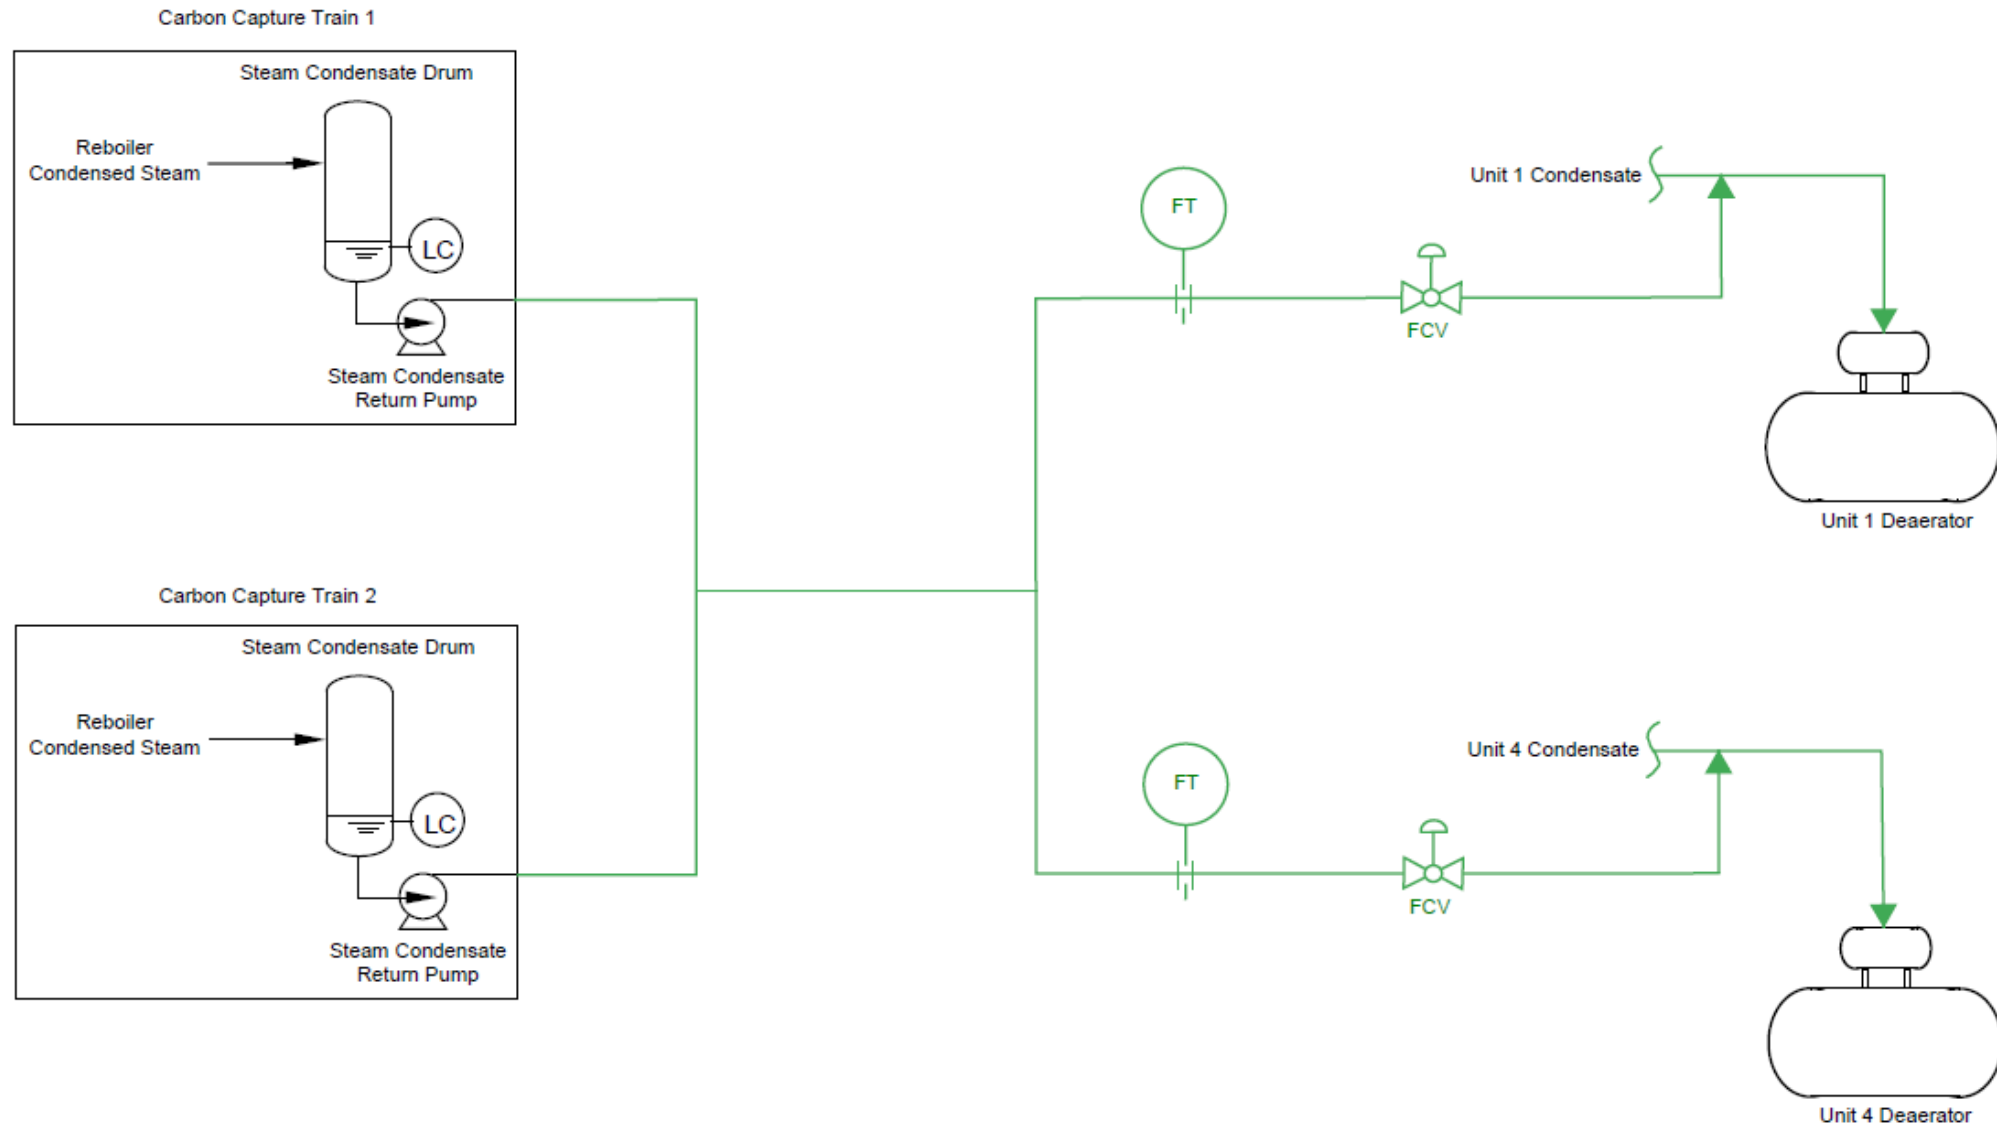 Carbon Capture Train 1
Steam Condensate Drum
Reboiler
Condensed Steam
LC
Steam Condensate
Return Pump
FT
FCV
Unit 1 Condensate
Unit 1 Deaerator
Carbon Capture Train 2
Steam Condensate Drum
Reboiler
Condensed Steam
LC
Steam Condensate
Return Pump
FT
FCV
Unit 4 Condensate
Unit 4 Deaerator